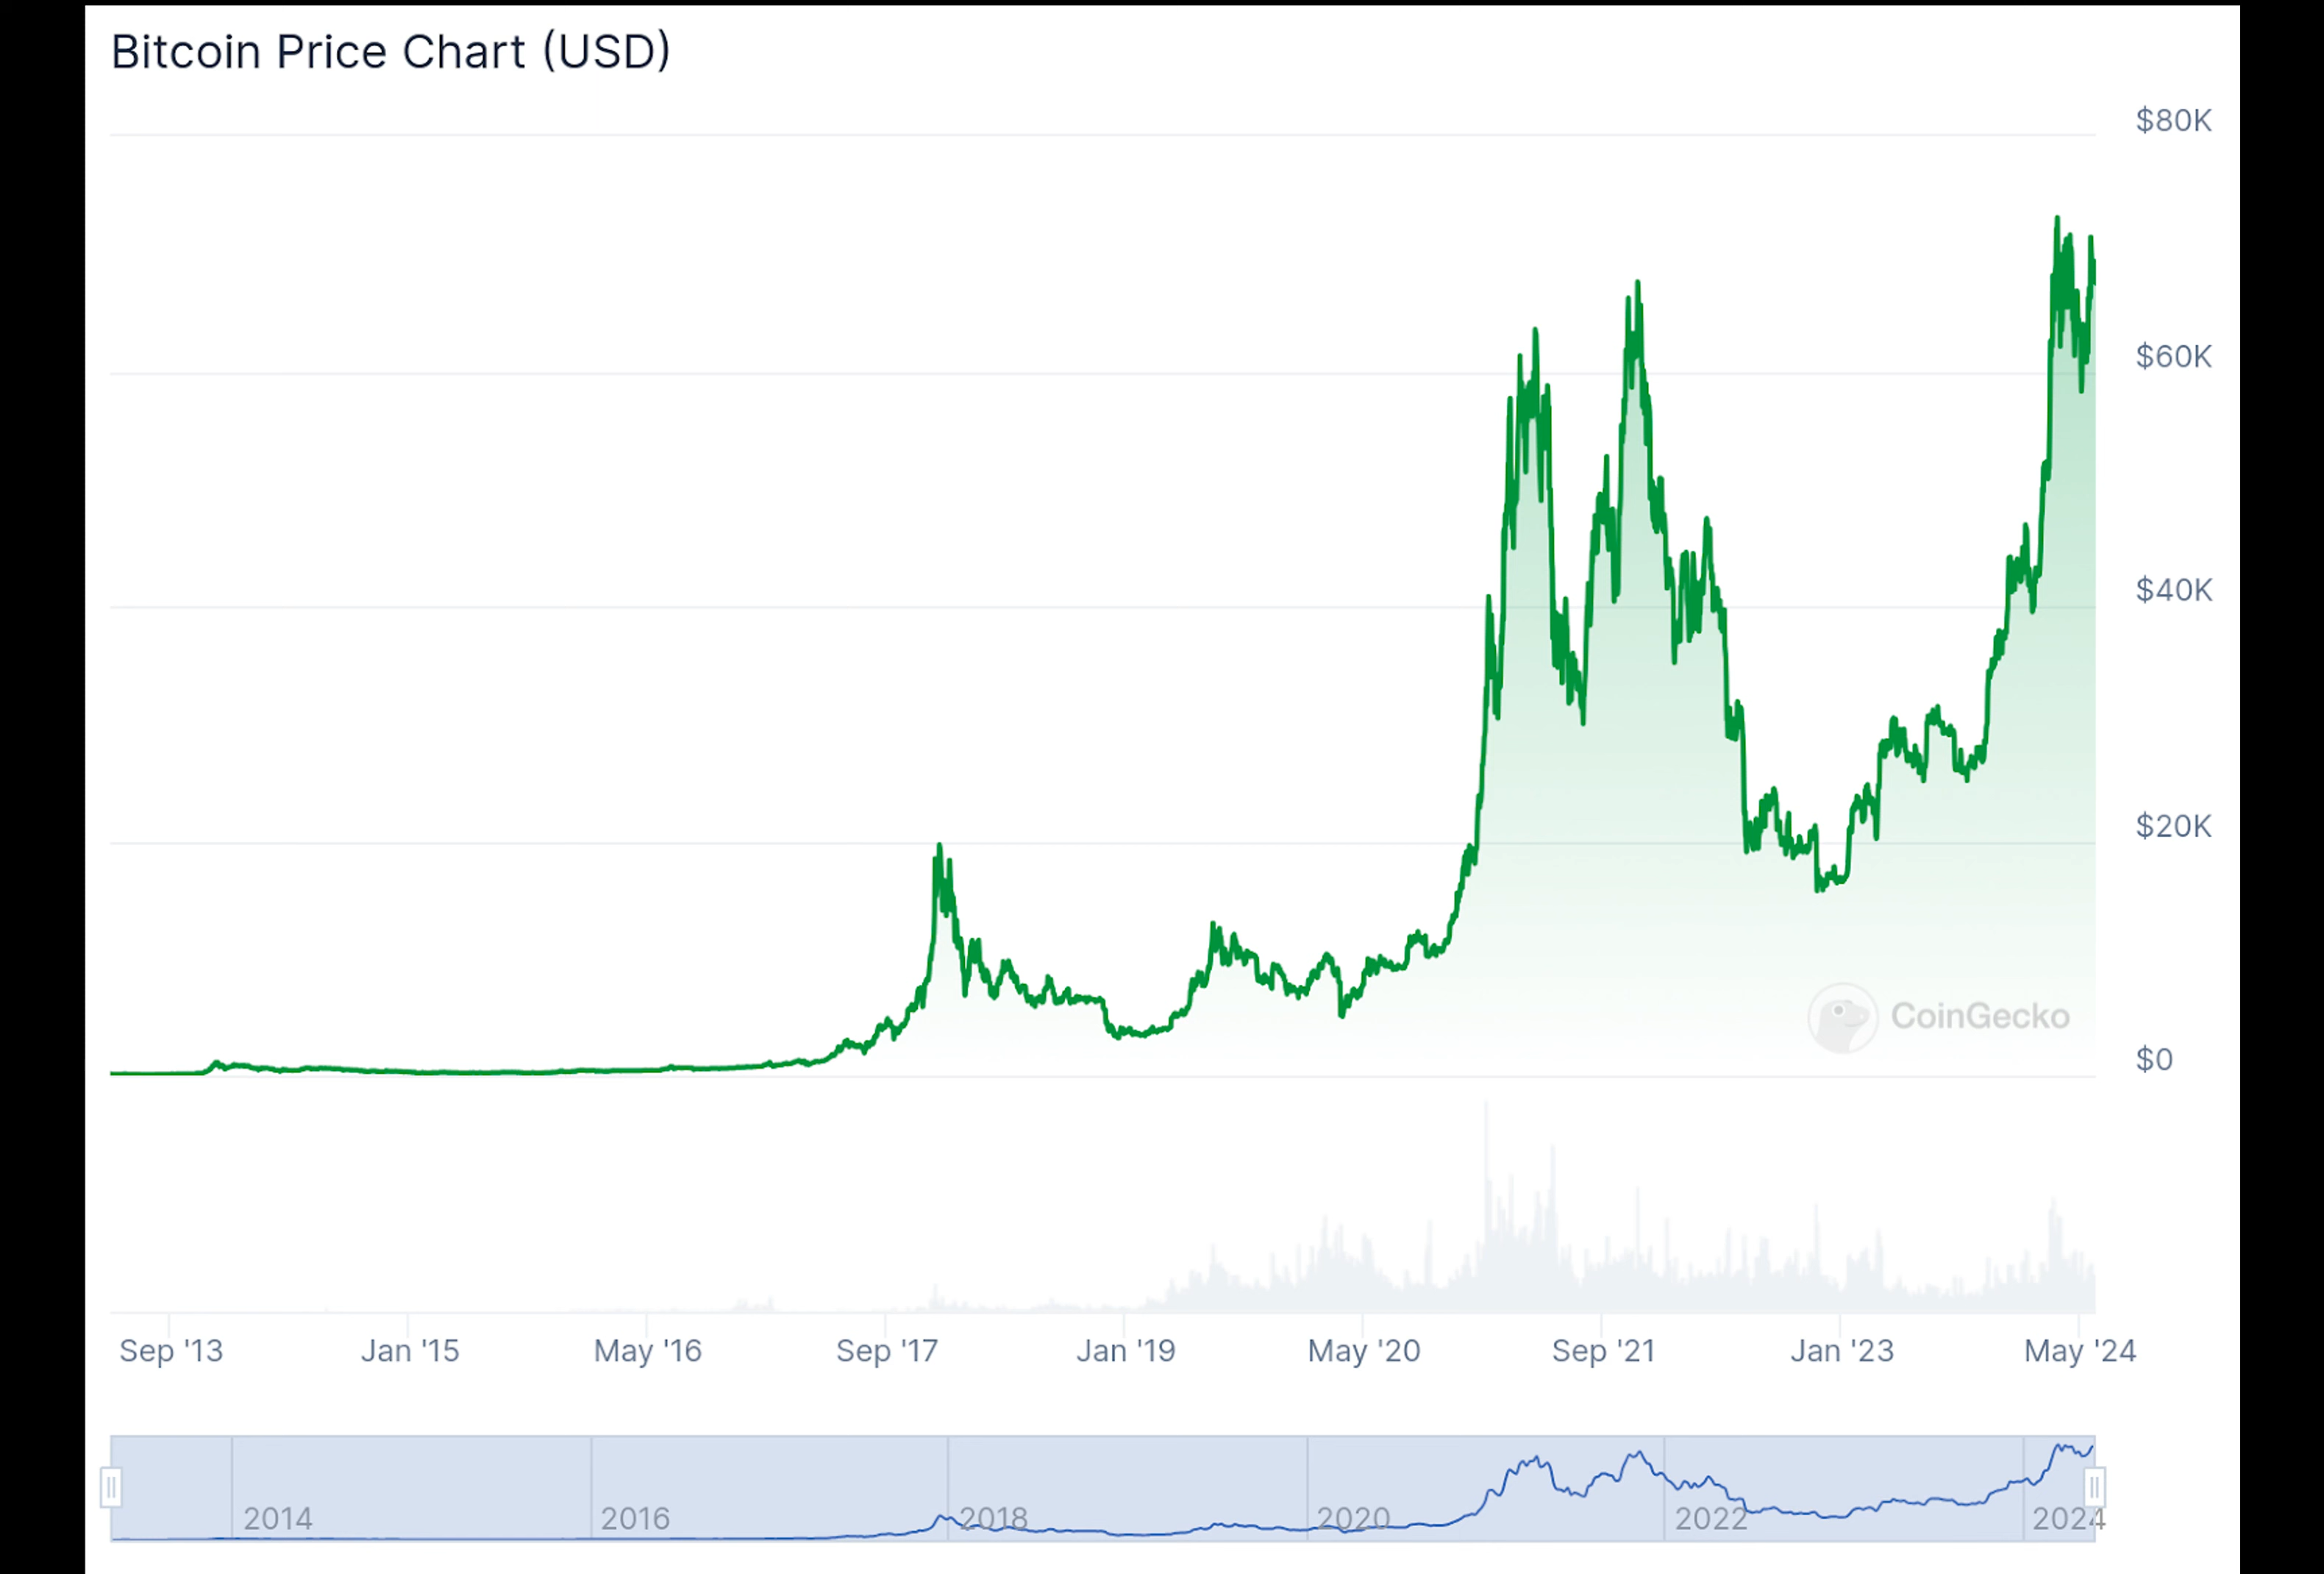 Bitcoin Price Chart (USD)
$80K
$60K
$40K
$20K
CoinGecko
$0
Sep '13 Jan '15 May '16 Sep '17 Jan '19 May '20 Sep '21 Jan '23 May '24
2014 2016 2018 2020 2022 2024